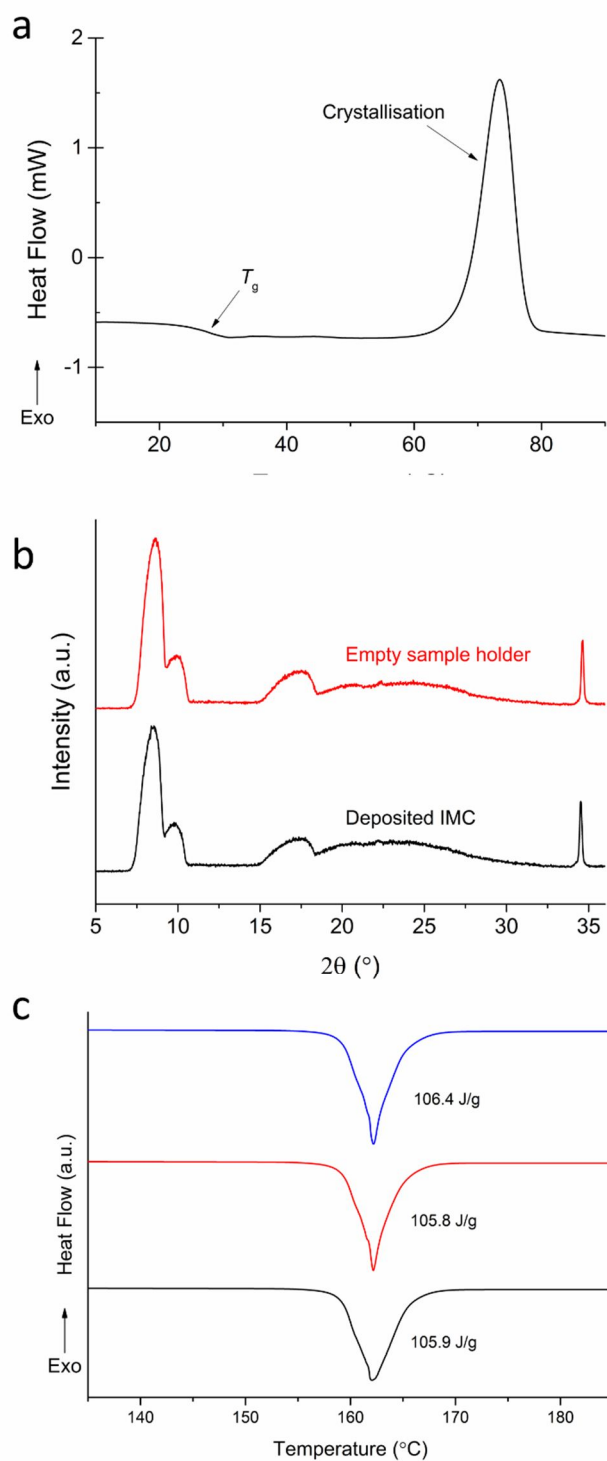 a
2
Crystallisation
1
Heat Flow (mW)
0
Tg
-1
Exo
20 40 60 80
b
Empty sample holder
Intensity (a.u.)
Deposited IMC
5 10 15 20 25 30 35
2θ (°)
c
106.4 J/g
Heat Flow (a.u.)
105.8 J/g
105.9 J/g
Exo
140 150 160 170 180
Temperature (°C)